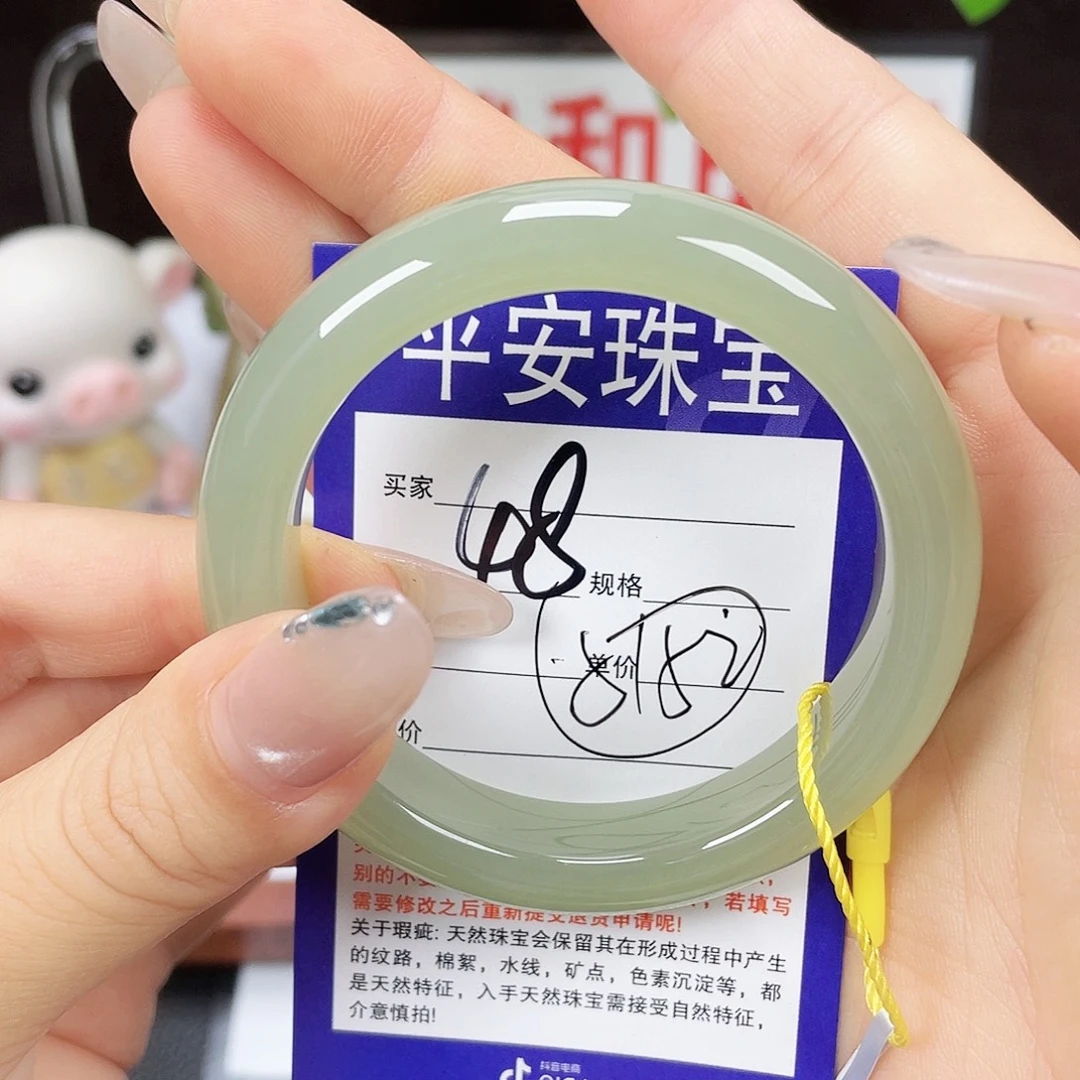 和
平安珠宝
买家
48
规格
单价
价
需要修改之后重新提交退货申请呢!
，若填写
关于瑕疵: 天然珠宝会保留其在形成过程中产生
的纹路，棉絮，水线，矿点，色素沉淀等，都
是天然特征，入手天然珠宝需接受自然特征，
介意慎拍!
抖音电商